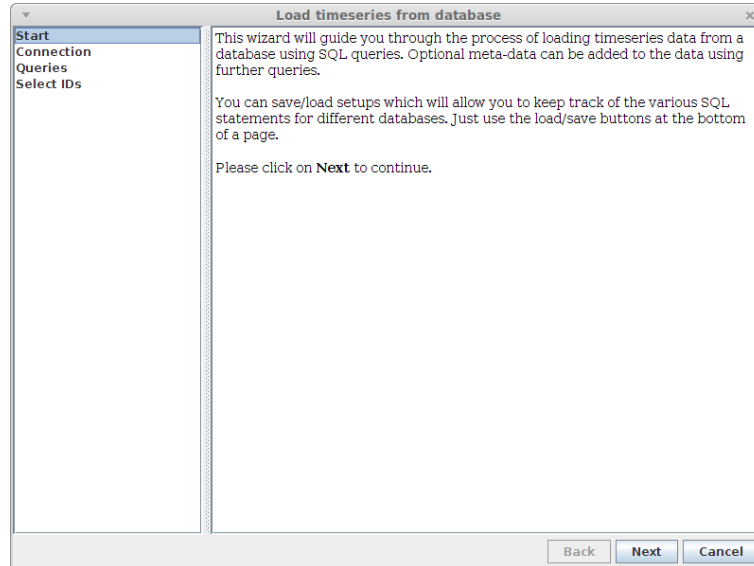 Load timeseries from database
Start
Connection
Queries
Select IDs
This wizard will guide you through the process of loading timeseries data from a
database using SQL queries. Optional meta-data can be added to the data using
further queries.
You can save/load setups which will allow you to keep track of the various SQL
statements for different databases. Just use the load/save buttons at the bottom
of a page.
Please click on Next to continue.
Back
Next
Cancel